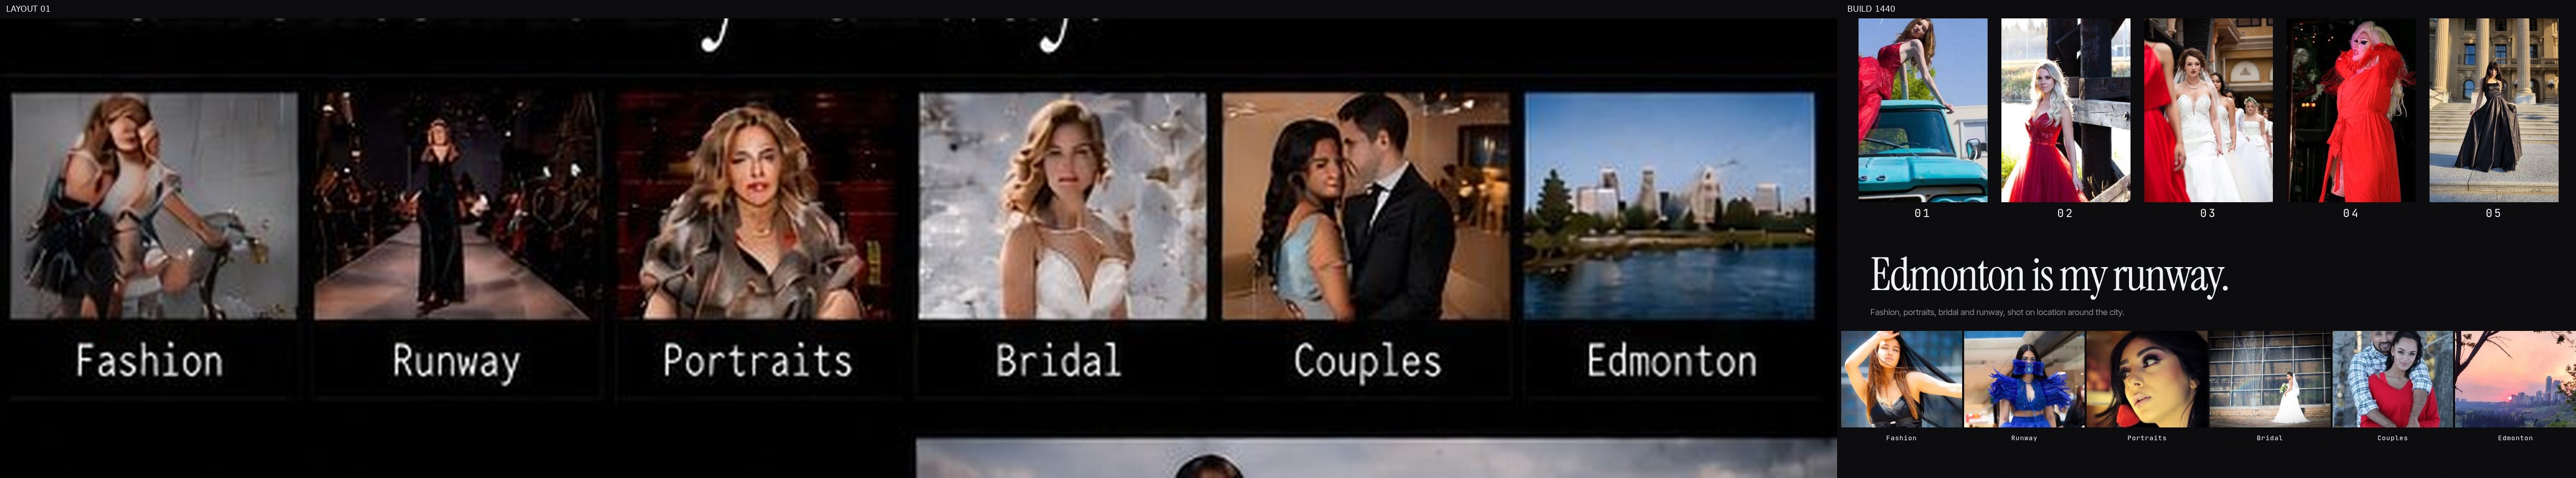 LAYOUT 01
Fashion
Runway
Portraits
Bridal
Couples
Edmonton
BUILD 1440
01
02
03
04
05
Edmonton is my runway.
Fashion, portraits, bridal and runway, shot on location around the city.
Fashion
Runway
Portraits
Bridal
Couples
Edmonton